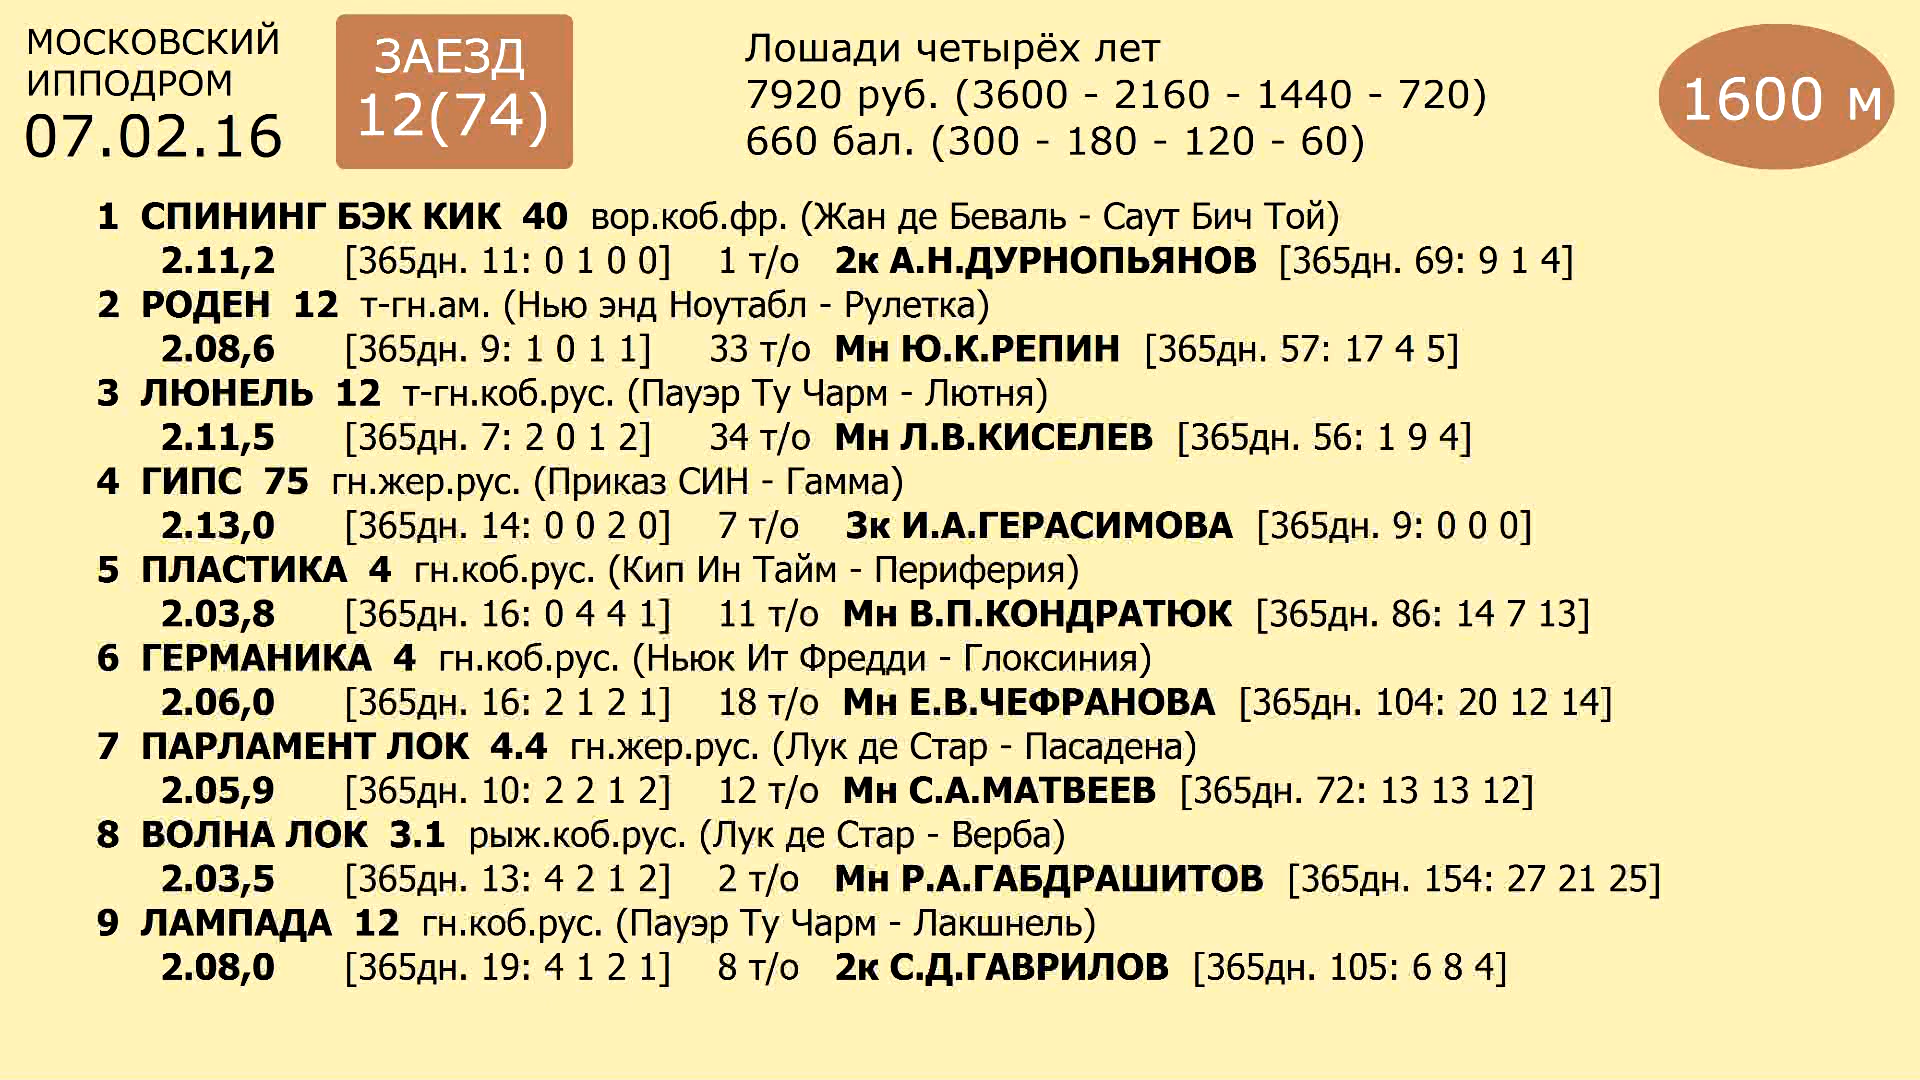 МОСКОВСКИЙ
ИППОДРОМ
07.02.16
ЗАЕЗД
12(74)
Лошади четырёх лет
7920 руб. (3600 - 2160 - 1440 - 720)
660 бал. (300 - 180 - 120 - 60)
1600 м
1 СПИНИНГ БЭК КИК 40 вор.коб.фр. (Жан де Беваль - Саут Бич Той)
2.11,2 [365дн. 11: 0 1 0 0] 1 т/о 2к А.Н.ДУРНОПЬЯНОВ [365дн. 69: 9 1 4]
2 РОДЕН 12 т-гн.ам. (Нью энд Ноутабл - Рулетка)
2.08,6 [365дн. 9: 1 0 1 1] 33 т/о Мн Ю.К.РЕПИН [365дн. 57: 17 4 5]
3 ЛЮНЕЛЬ 12 т-гн.коб.рус. (Пауэр Ту Чарм - Лютня)
2.11,5 [365дн. 7: 2 0 1 2] 34 т/о Мн Л.В.КИСЕЛЕВ [365дн. 56: 1 9 4]
4 ГИПС 75 гн.жер.рус. (Приказ СИН - Гамма)
2.13,0 [365дн. 14: 0 0 2 0] 7 т/о 3к И.А.ГЕРАСИМОВА [365дн. 9: 0 0 0]
5 ПЛАСТИКА 4 гн.коб.рус. (Кип Ин Тайм - Периферия)
2.03,8 [365дн. 16: 0 4 4 1] 11 т/о Мн В.П.КОНДРАТЮК [365дн. 86: 14 7 13]
6 ГЕРМАНИКА 4 гн.коб.рус. (Ньюк Ит Фредди - Глоксиния)
2.06,0 [365дн. 16: 2 1 2 1] 18 т/о Мн Е.В.ЧЕФРАНОВА [365дн. 104: 20 12 14]
7 ПАРЛАМЕНТ ЛОК 4.4 гн.жер.рус. (Лук де Стар - Пасадена)
2.05,9 [365дн. 10: 2 2 1 2] 12 т/о Мн С.А.МАТВЕЕВ [365дн. 72: 13 13 12]
8 ВОЛНА ЛОК 3.1 рыж.коб.рус. (Лук де Стар - Верба)
2.03,5 [365дн. 13: 4 2 1 2] 2 т/о Мн Р.А.ГАБДРАШИТОВ [365дн. 154: 27 21 25]
9 ЛАМПАДА 12 гн.коб.рус. (Пауэр Ту Чарм - Лакшнель)
2.08,0 [365дн. 19: 4 1 2 1] 8 т/о 2к С.Д.ГАВРИЛОВ [365дн. 105: 6 8 4]